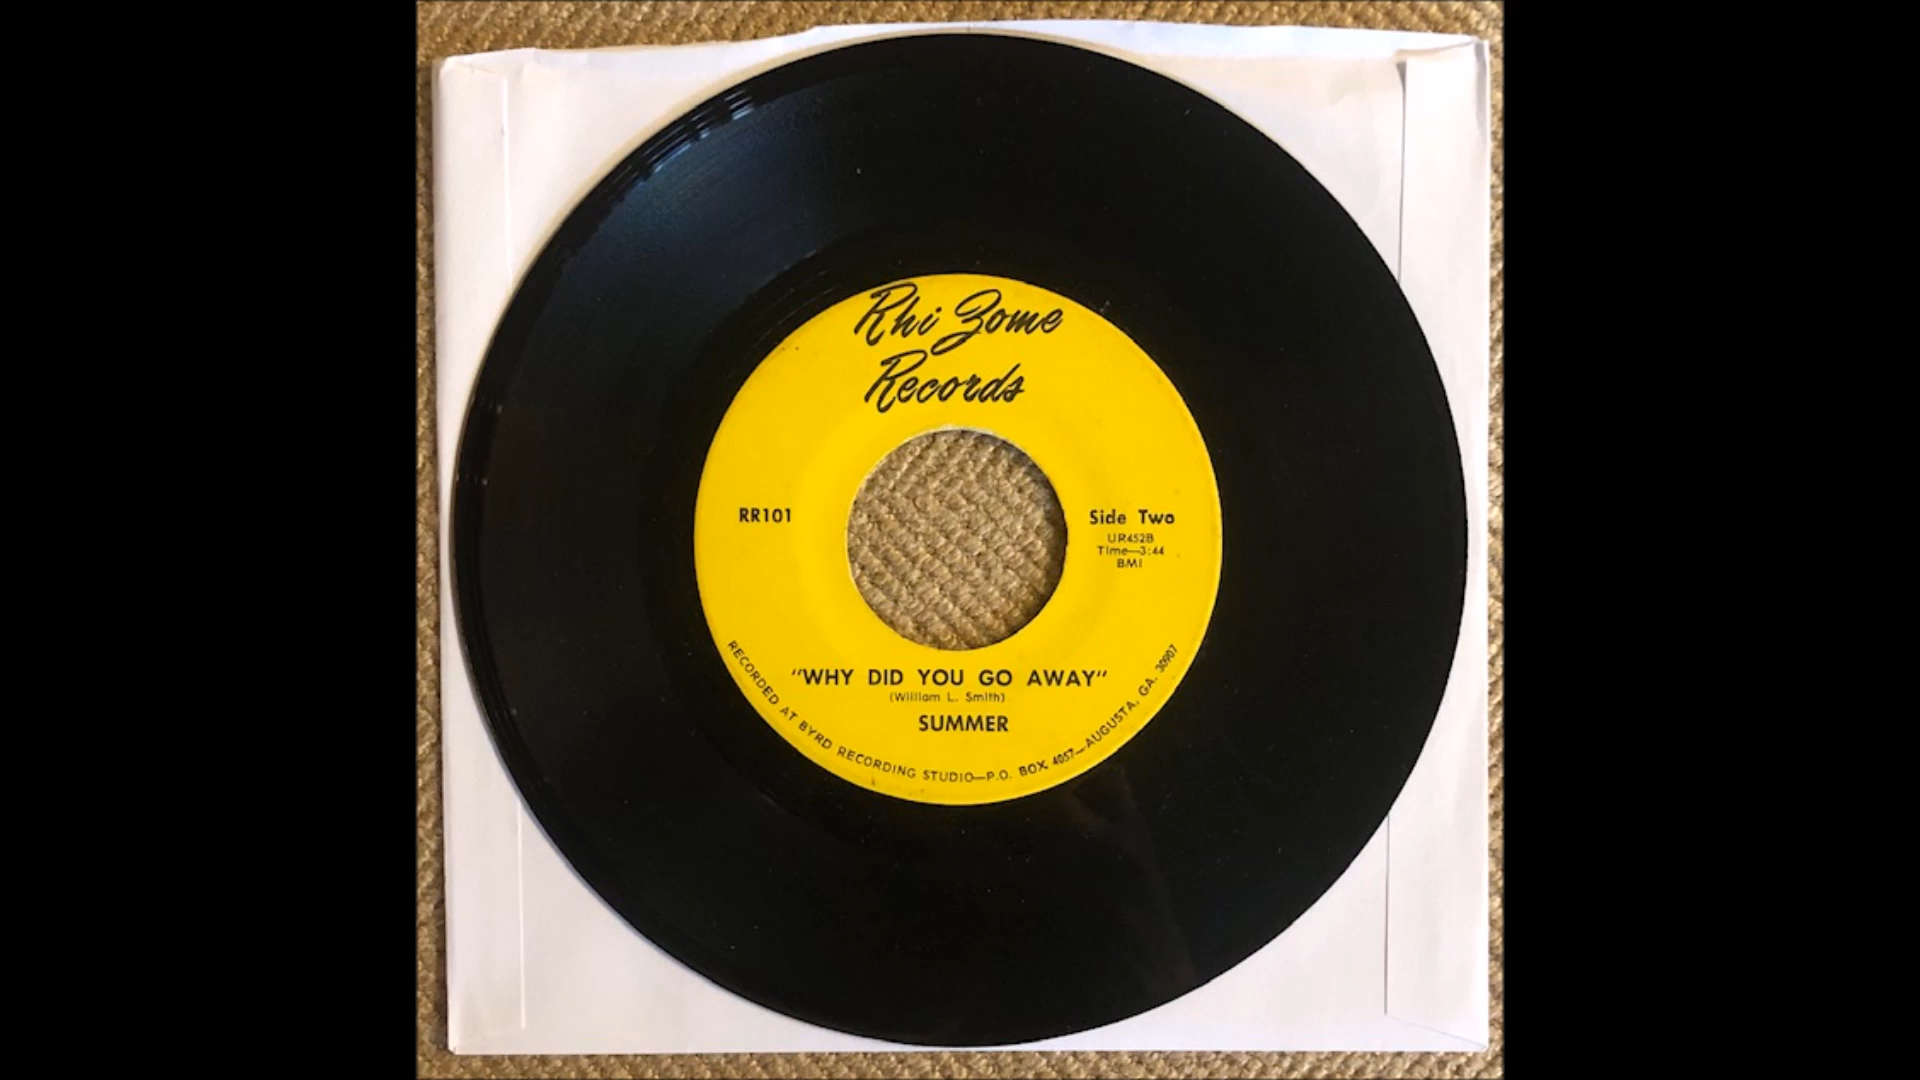 Rhi Zome
Records
RR101
Side Two
UR452B
Time—3:44
BMI
"WHY DID YOU GO AWAY"
(William L. Smith)
SUMMER
RECORDED AT BYRD RECORDING STUDIO—P.O. BOX 4057—AUGUSTA, GA. 30907